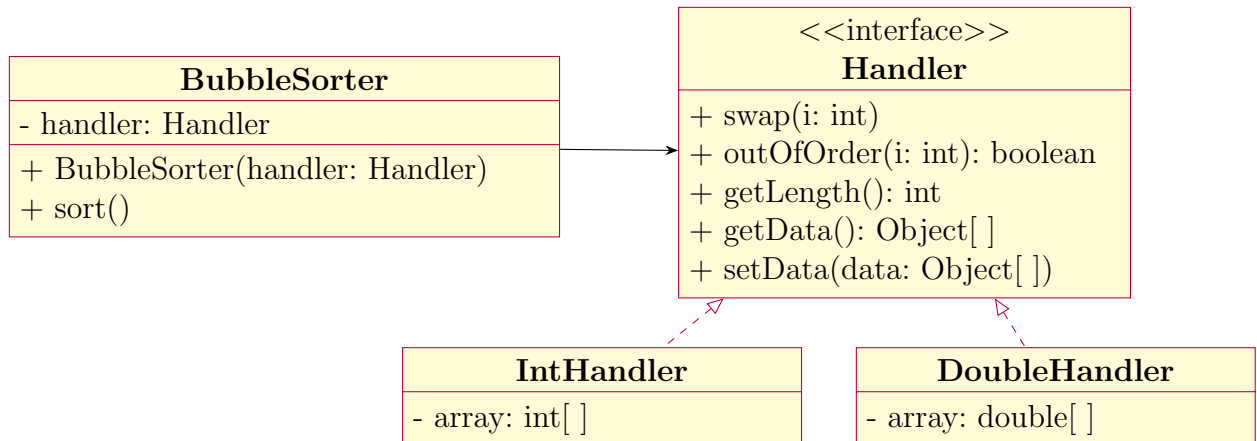 BubbleSorter
- handler: Handler
+ BubbleSorter(handler: Handler)
+ sort()
<<interface>>
Handler
+ swap(i: int)
+ outOfOrder(i: int): boolean
+ getLength(): int
+ getData(): Object[ ]
+ setData(data: Object[ ])
IntHandler
- array: int[ ]
DoubleHandler
- array: double[ ]